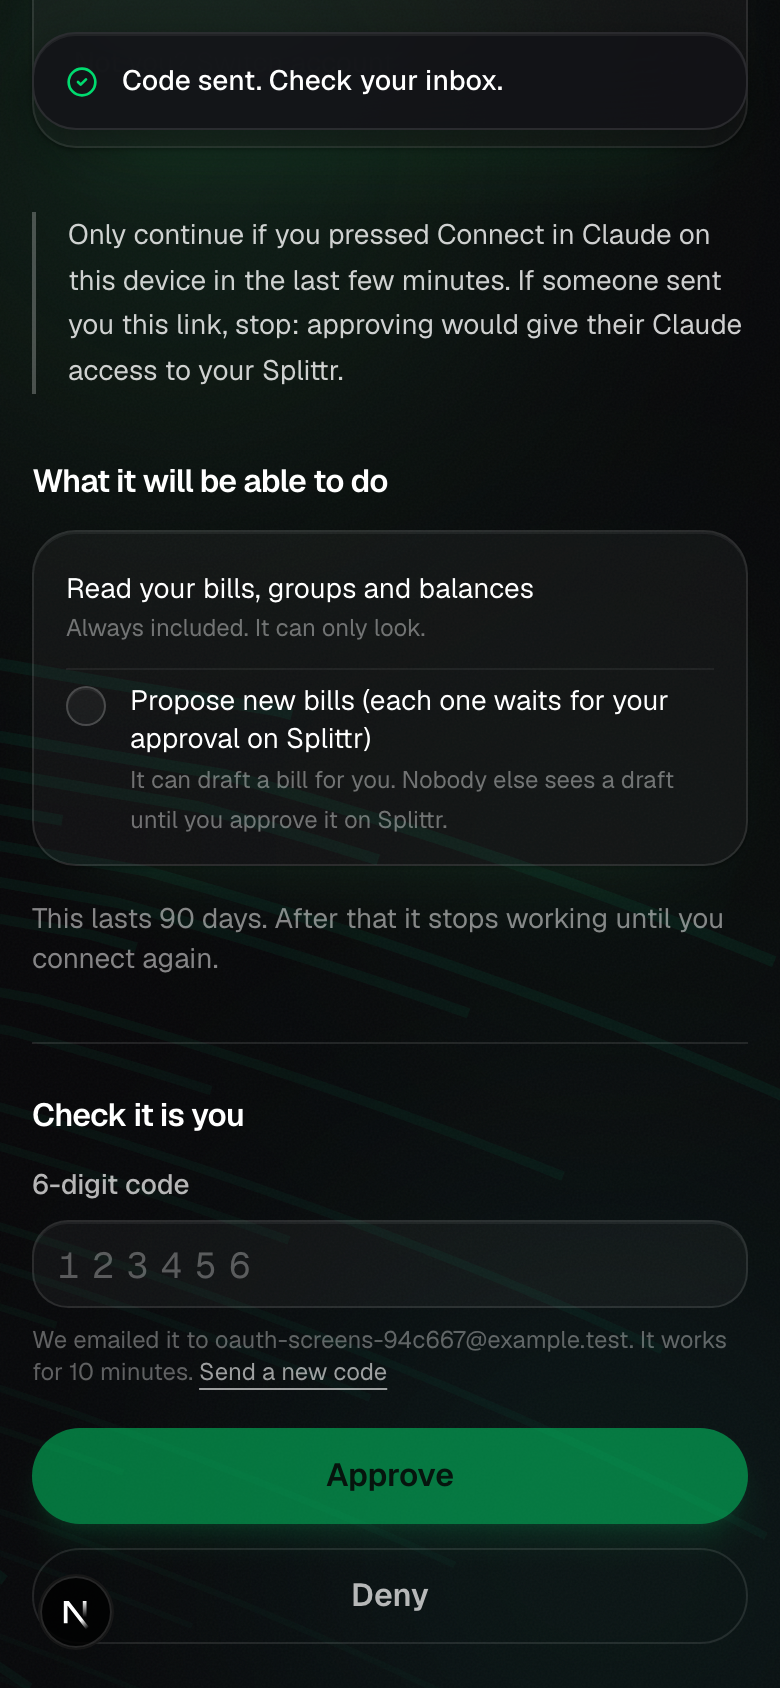 Code sent. Check your inbox.
Only continue if you pressed Connect in Claude on
this device in the last few minutes. If someone sent
you this link, stop: approving would give their Claude
access to your Splittr.
What it will be able to do
Read your bills, groups and balances
Always included. It can only look.
Propose new bills (each one waits for your
approval on Splittr)
It can draft a bill for you. Nobody else sees a draft
until you approve it on Splittr.
This lasts 90 days. After that it stops working until you
connect again.
Check it is you
6-digit code
123456
We emailed it to oauth-screens-94c667@example.test. It works
for 10 minutes. Send a new code
Approve
Deny
N